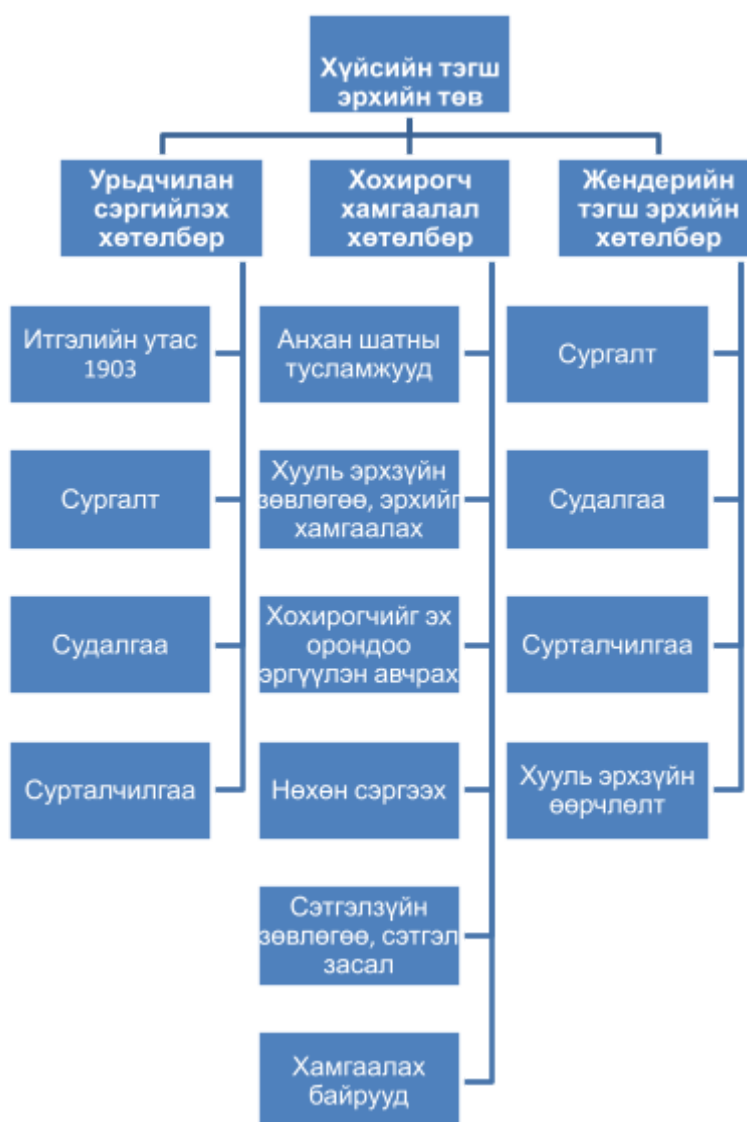 Хүйсийн тэгш
эрхийн төв
Урьдчилан
сэргийлэх
хөтөлбөр
Хохирогч
хамгаалал
хөтөлбөр
Жендерийн
тэгш эрхийн
хөтөлбөр
Итгэлийн утас
1903
Сургалт
Судалгаа
Сурталчилгаа
Анхан шатны
тусламжууд
Хууль эрхзүйн
зөвлөгөө, эрхийг
хамгаалах
Хохирогчийг эх
орондоо
эргүүлэн авчрах
Нөхөн сэргээх
Сэтгэлзүйн
зөвлөгөө, сэтгэл
засал
Хамгаалах
байрууд
Сургалт
Судалгаа
Сурталчилгаа
Хууль эрхзүйн
өөрчлөлт